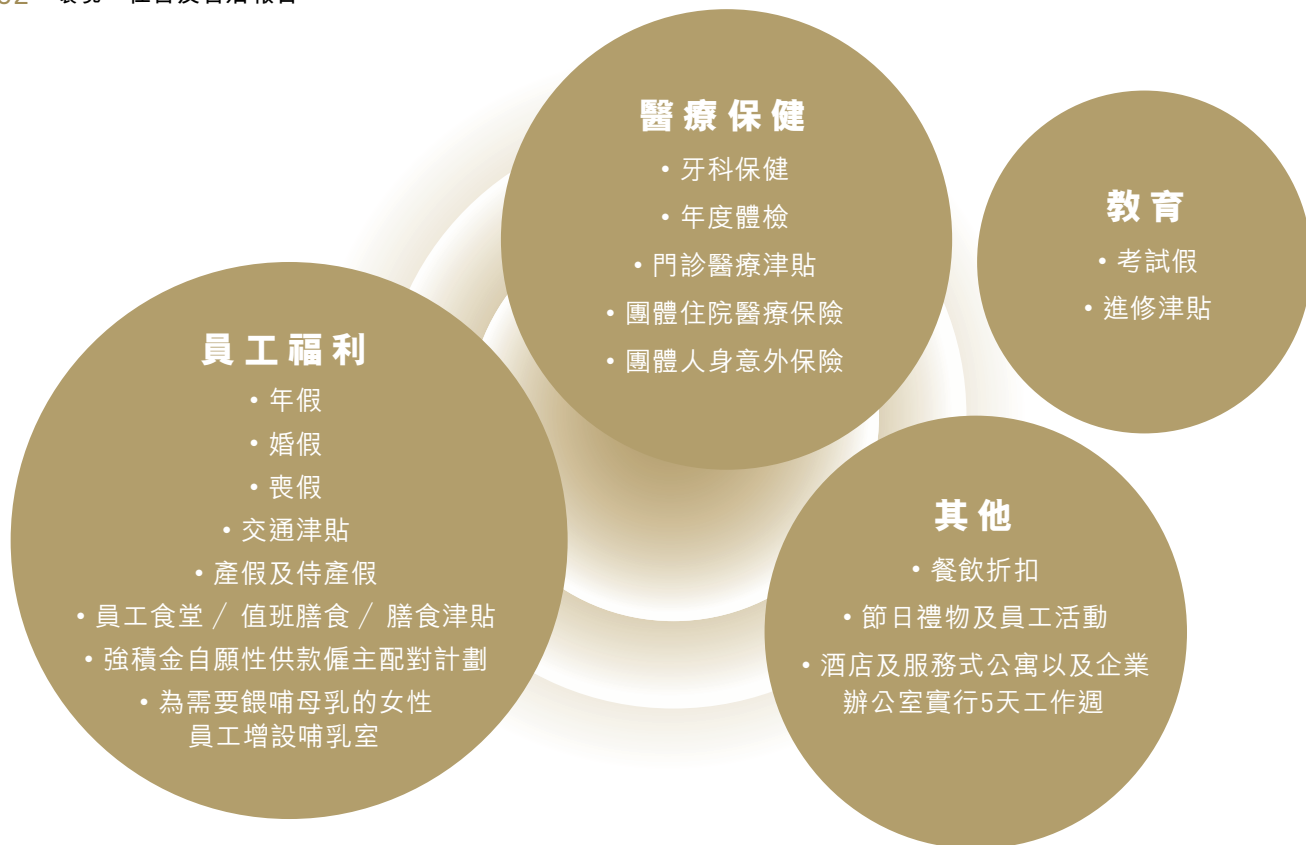 醫療保健
• 牙科保健
• 年度體檢
• 門診醫療津貼
• 團體住院醫療保險
• 團體人身意外保險
教育
• 考試假
• 進修津貼
員工福利
• 年假
• 婚假
• 喪假
• 交通津貼
• 產假及侍產假
• 員工食堂 / 值班膳食 / 膳食津貼
• 強積金自願性供款僱主配對計劃
• 為需要餵哺母乳的女性
員工增設哺乳室
其他
• 餐飲折扣
• 節日禮物及員工活動
• 酒店及服務式公寓以及企業
辦公室實行5天工作週